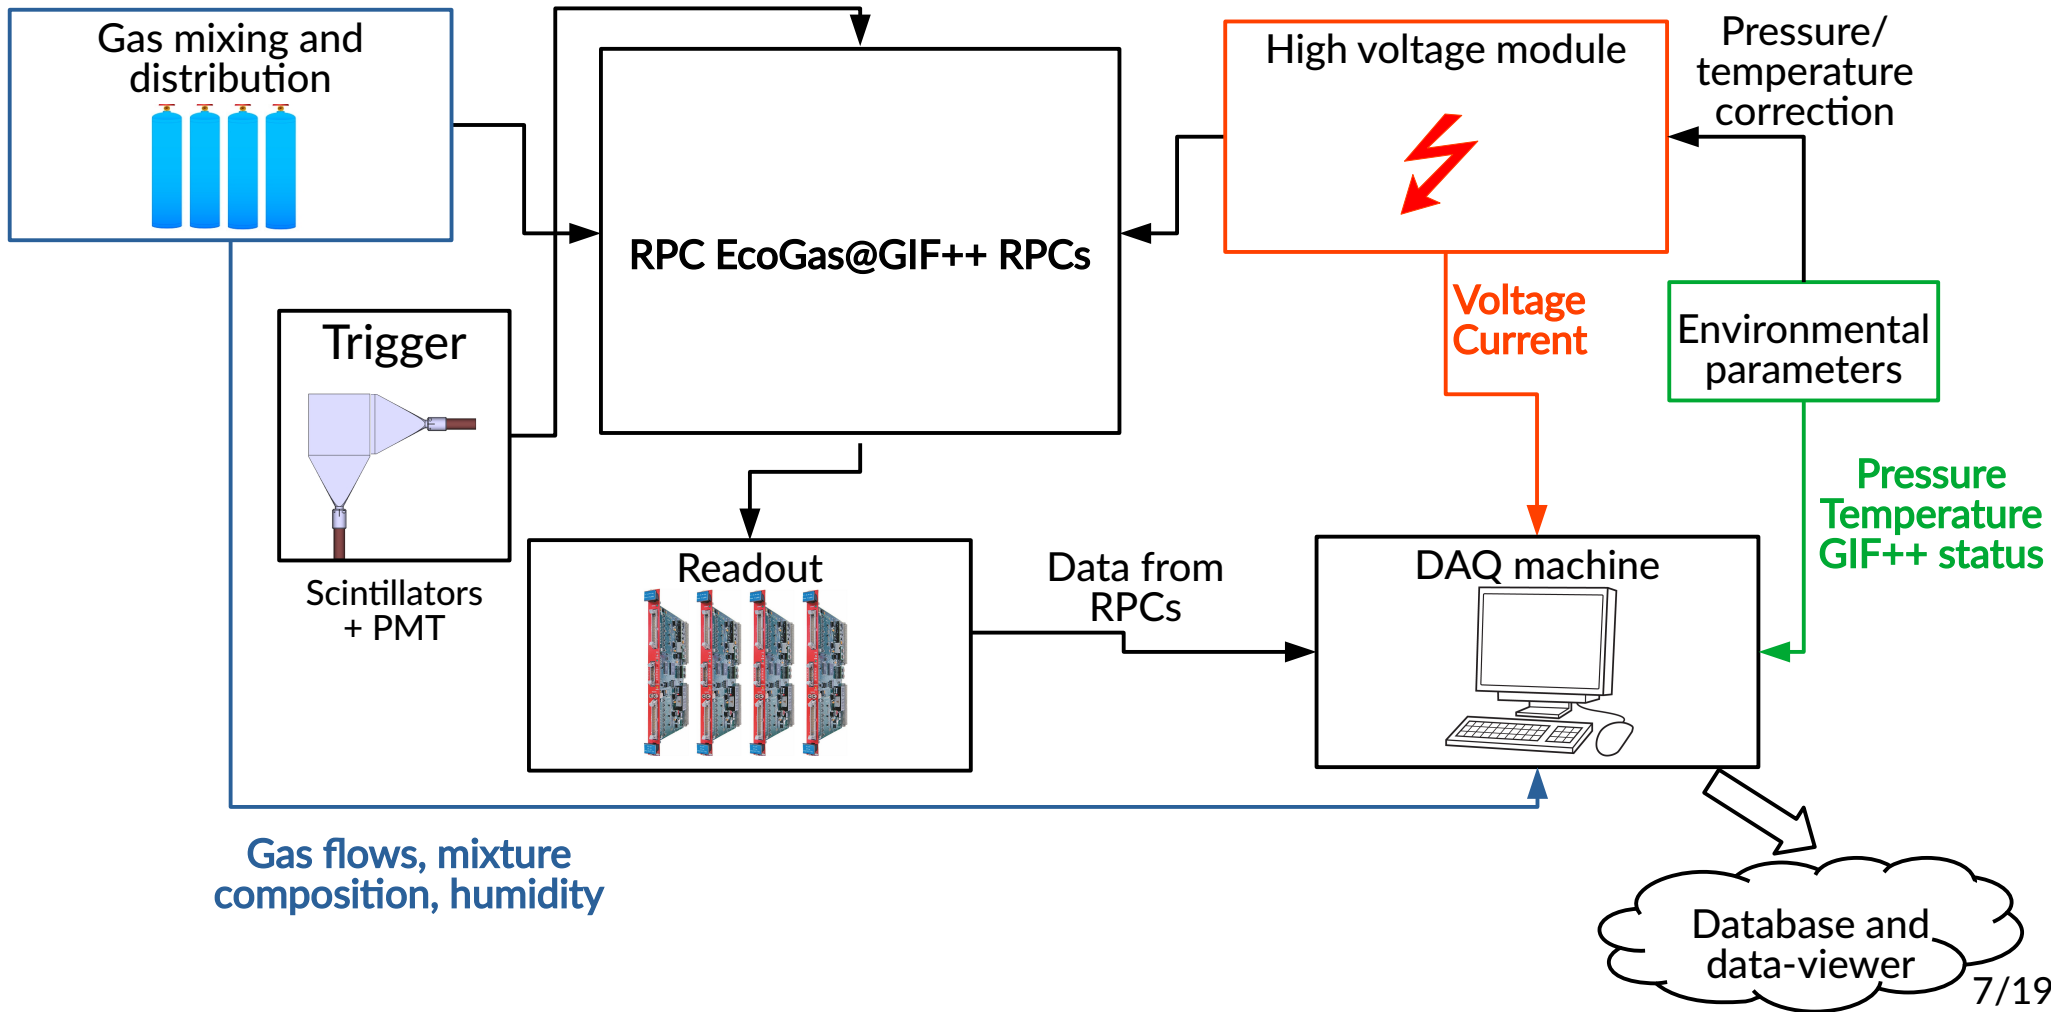 Gas mixing and
distribution
High voltage module
Pressure/
temperature
correction
RPC EcoGas@GIF++ RPCs
Voltage
Current
Environmental
parameters
Trigger
Scintillators
+ PMT
Pressure
Temperature
GIF++ status
Readout
Data from
RPCs
DAQ machine
Gas flows, mixture
composition, humidity
Database and
data-viewer
7/19